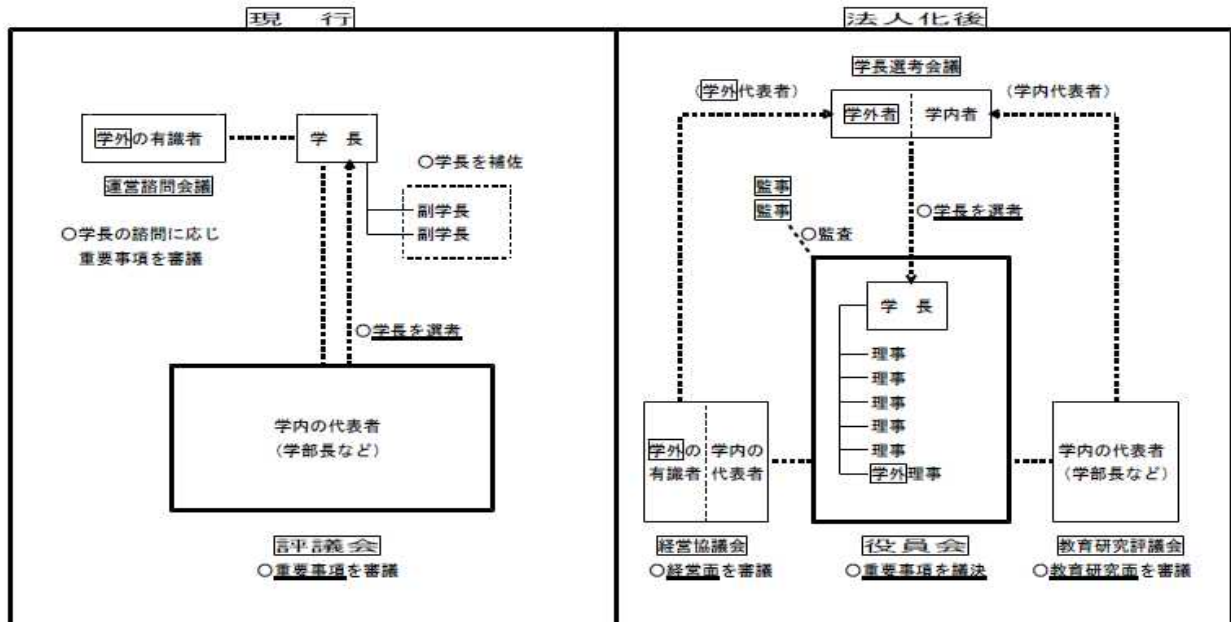 現 行
学外の有識者
学 長
運営諮問会議
○学長を補佐
副学長
副学長
○学長の諮問に応じ
重要事項を審議
○学長を選考
学内の代表者
(学部長など)
評議会
○重要事項を審議
法人化後
学長選考会議
(学外代表者)
学外者
学内者
(学内代表者)
監事
監事
○監査
○学長を選考
学 長
理事
理事
理事
理事
理事
学外理事
学外の
有識者
学内の
代表者
学内の代表者
(学部長など)
経営協議会
○経営面を審議
役員会
○重要事項を議決
教育研究評議会
○教育研究面を審議